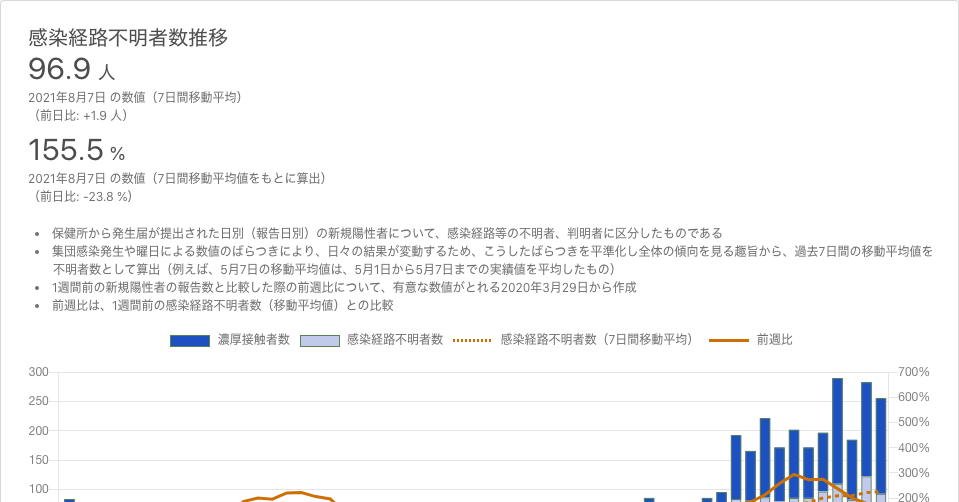 感染経路不明者数推移
96.9 人
2021年8月7日 の数値（7日間移動平均）
（前日比: +1.9 人）
155.5 %
2021年8月7日 の数値（7日間移動平均値をもとに算出）
（前日比: -23.8 %）
• 保健所から発生届が提出された日別（報告日別）の新規陽性者について、感染経路等の不明者、判明者に区分したものである
• 集団感染発生や曜日による数値のばらつきにより、日々の結果が変動するため、こうしたばらつきを平準化し全体の傾向を見る趣旨から、過去7日間の移動平均値を
不明者数として算出（例えば、5月7日の移動平均値は、5月1日から5月7日までの実績値を平均したもの）
• 1週間前の新規陽性者の報告数と比較した際の前週比について、有意な数値がとれる2020年3月29日から作成
• 前週比は、1週間前の感染経路不明者数（移動平均値）との比較
濃厚接触者数 感染経路不明者数 感染経路不明者数（7日間移動平均） 前週比
300 700%
250 600%
500%
200 400%
150 300%
100 200%